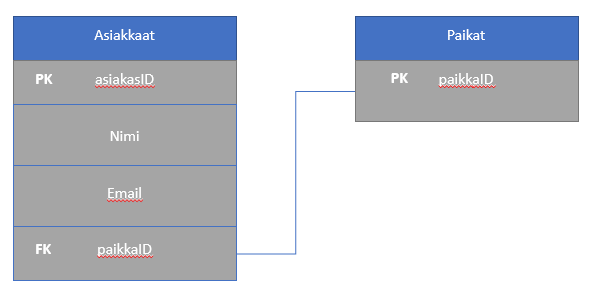 Asiakkaat
PK asiakasID
Nimi
Email
FK paikkaID
Paikat
PK paikkaID